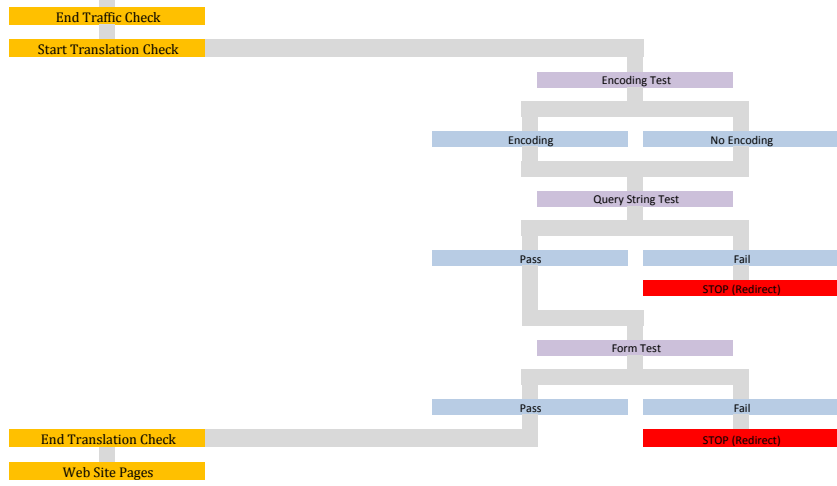 End Traffic Check
Start Translation Check
Encoding Test
Encoding
No Encoding
Query String Test
Pass
Fail
STOP (Redirect)
Form Test
Pass
Fail
End Translation Check
STOP (Redirect)
Web Site Pages